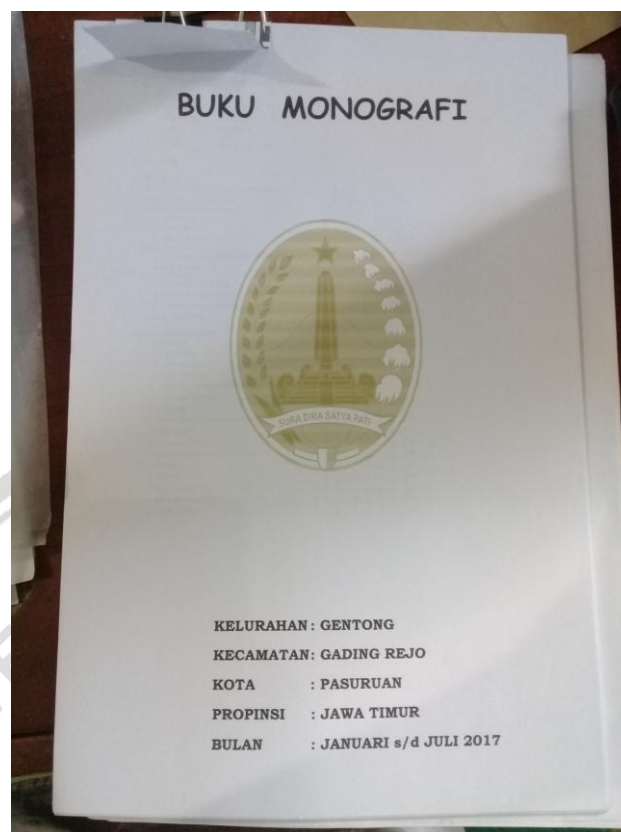 BUKU MONOGRAFI
SURA DIRA SATYA PATI
KELURAHAN : GENTONG
KECAMATAN: GADING REJO
KOTA : PASURUAN
PROPINSI : JAWA TIMUR
BULAN : JANUARI s/d JULI 2017